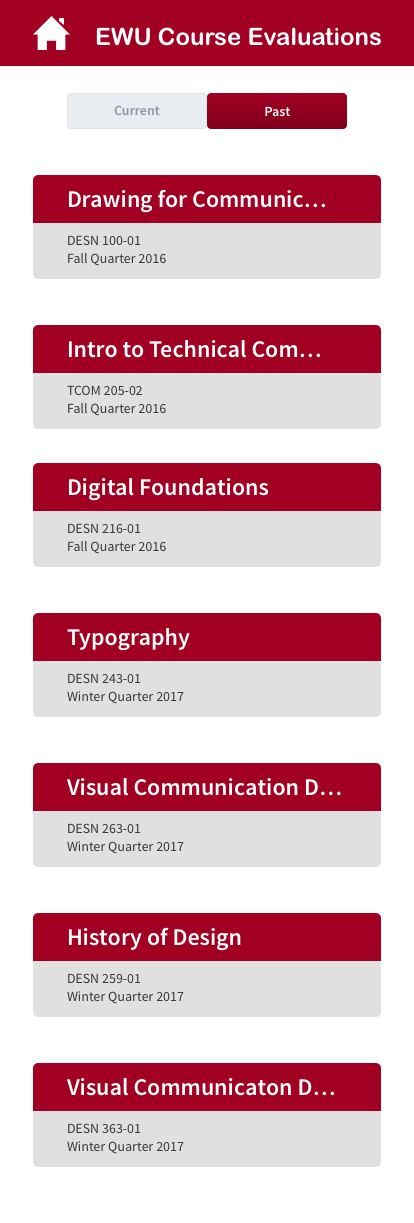 EWU Course Evaluations
Current
Past
Drawing for Communic...
DESN 100-01
Fall Quarter 2016
Intro to Technical Com...
TCOM 205-02
Fall Quarter 2016
Digital Foundations
DESN 216-01
Fall Quarter 2016
Typography
DESN 243-01
Winter Quarter 2017
Visual Communication D...
DESN 263-01
Winter Quarter 2017
History of Design
DESN 259-01
Winter Quarter 2017
Visual Communicaton D...
DESN 363-01
Winter Quarter 2017